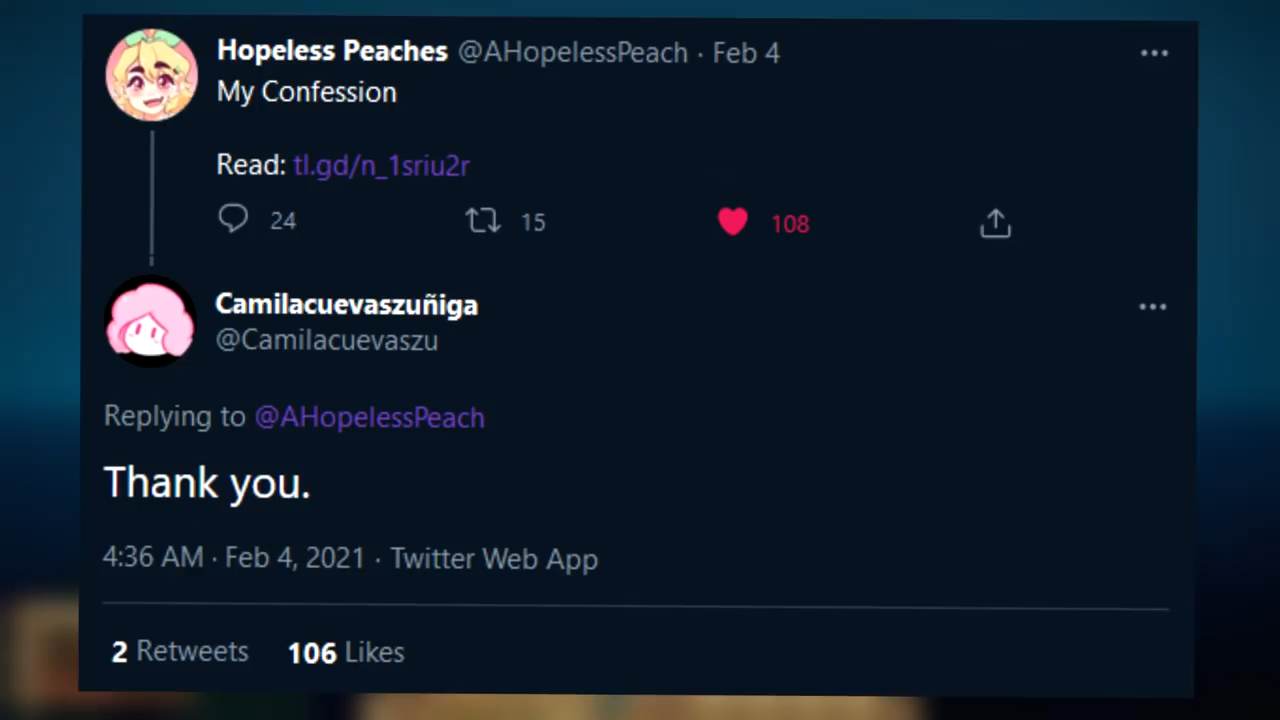 Hopeless Peaches @AHopelessPeach · Feb 4
My Confession
Read: tl.gd/n_1sriu2r
24 15 108
Camilacuevaszuñiga
@Camilacuevaszu
Replying to @AHopelessPeach
Thank you.
4:36 AM · Feb 4, 2021 · Twitter Web App
2 Retweets 106 Likes